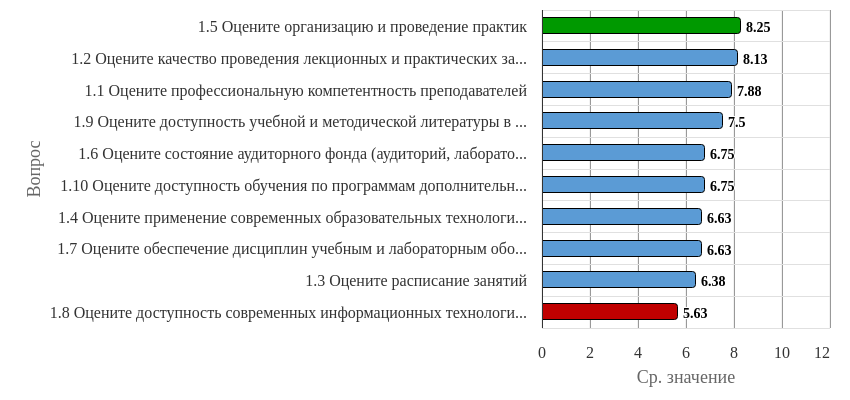 1.5 Оцените организацию и проведение практик 8.25
1.2 Оцените качество проведения лекционных и практических за... 8.13
1.1 Оцените профессиональную компетентность преподавателей 7.88
1.9 Оцените доступность учебной и методической литературы в ... 7.5
1.6 Оцените состояние аудиторного фонда (аудиторий, лаборато... 6.75
1.10 Оцените доступность обучения по программам дополнительн... 6.75
1.4 Оцените применение современных образовательных технологи... 6.63
1.7 Оцените обеспечение дисциплин учебным и лабораторным обо... 6.63
1.3 Оцените расписание занятий 6.38
1.8 Оцените доступность современных информационных технологи... 5.63
Вопрос
0 2 4 6 8 10 12
Ср. значение